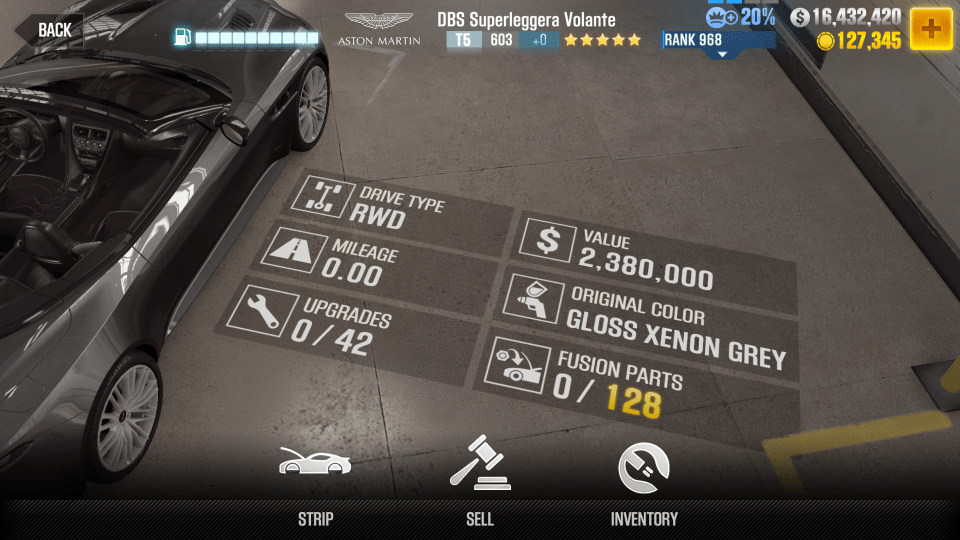 BACK
ASTON MARTIN
DBS Superleggera Volante
T5 603 +0
20%
RANK 968
$ 16,432,420
127,345
+
DRIVE TYPE
RWD
MILEAGE
0.00
UPGRADES
0 / 42
$ VALUE
2,380,000
ORIGINAL COLOR
GLOSS XENON GREY
FUSION PARTS
0 / 128
STRIP
SELL
INVENTORY